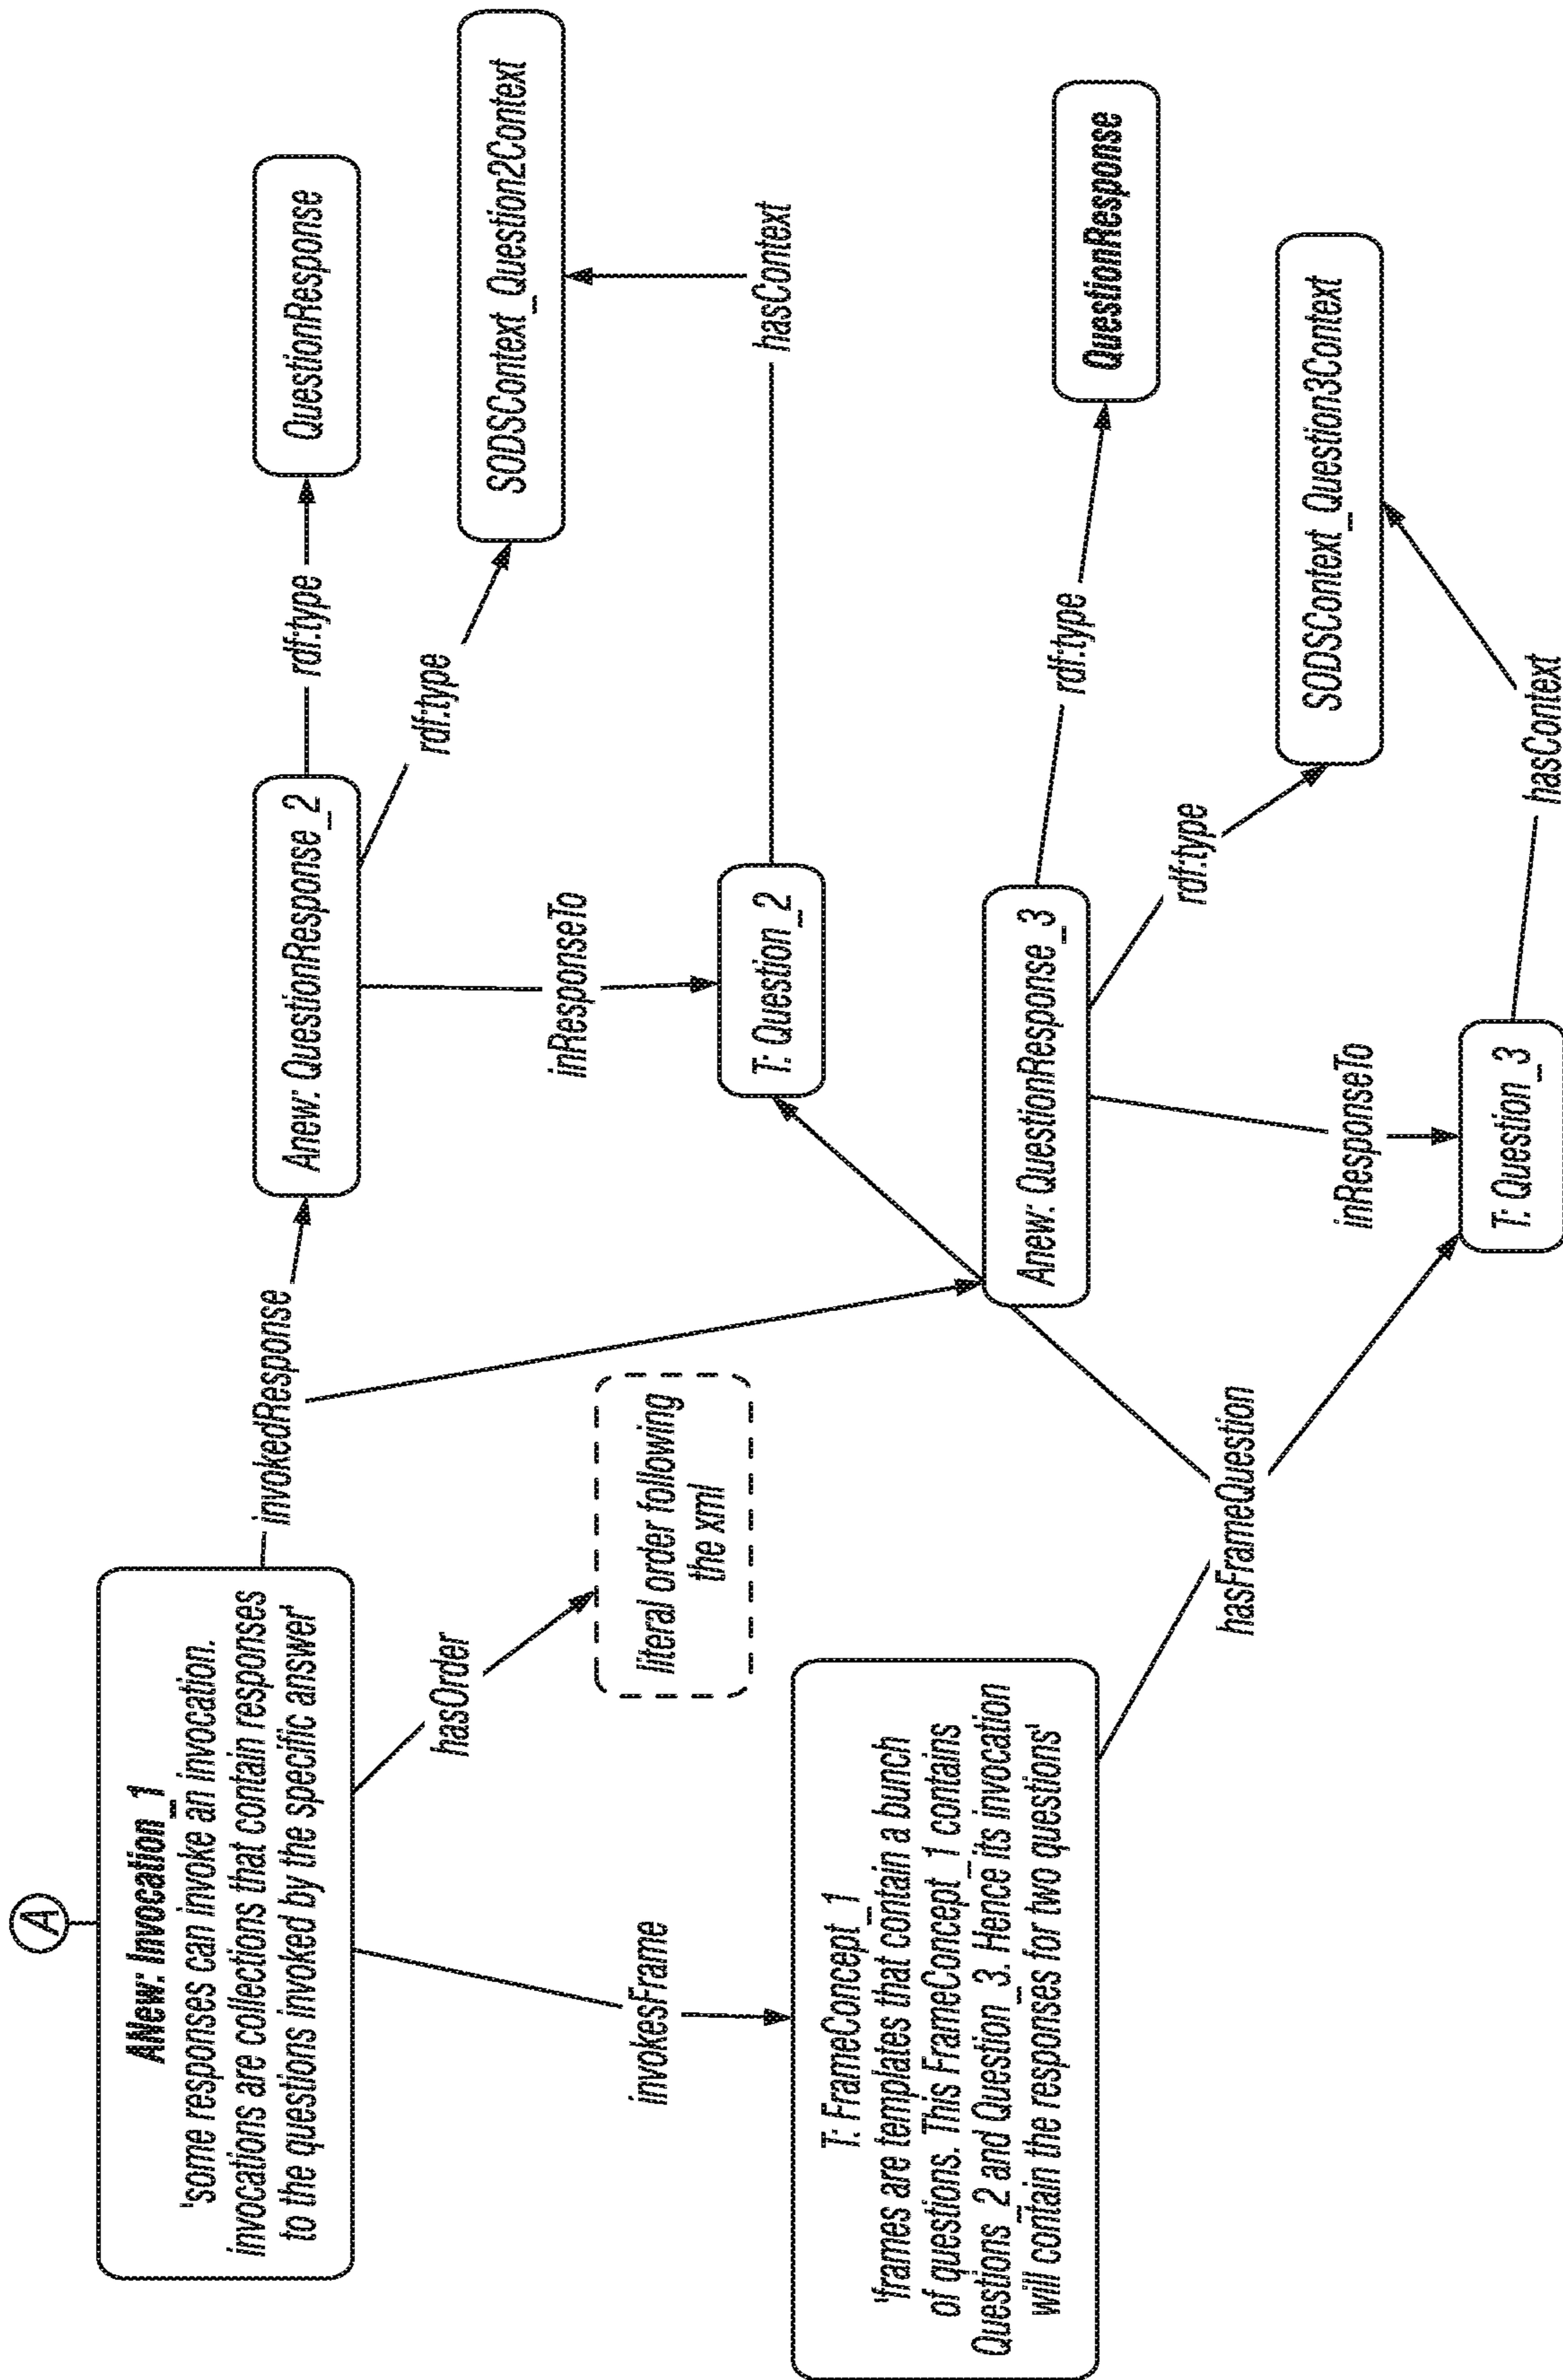 A
ANew: Invocation_1
'some responses can invoke an invocation.
invocations are collections that contain responses
to the questions invoked by the specific answer'
invokedResponse
Anew: QuestionResponse_2
rdf:type
QuestionResponse
rdf:type
SODSContext_Question2Context
hasOrder
literal order following
the xml
inResponseTo
T: Question_2
hasContext
invokesFrame
T: FrameConcept_1
'frames are templates that contain a bunch
of questions. This FrameConcept_1 contains
Questions_2 and Question_3. Hence its invocation
will contain the responses for two questions'
hasFrameQuestion
Anew: QuestionResponse_3
rdf:type
QuestionResponse
rdf:type
SODSContext_Question3Context
inResponseTo
T: Question_3
hasContext